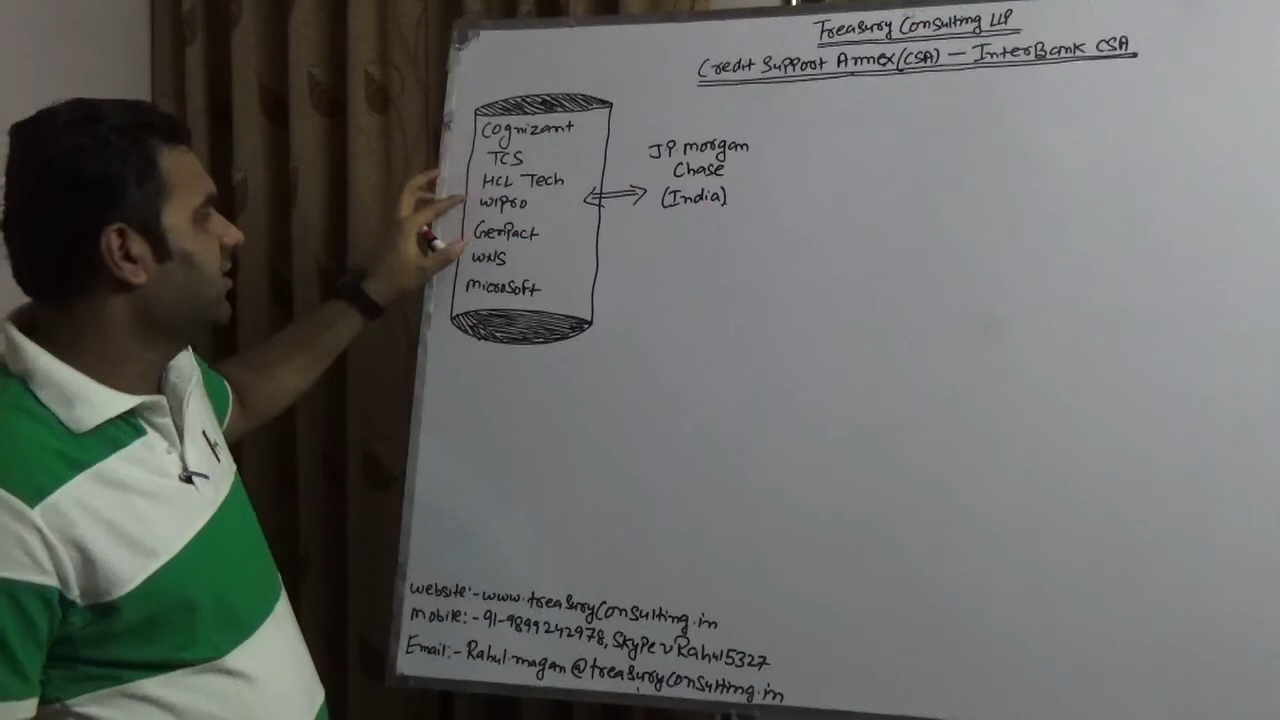 Treasury Consulting LLP
Credit Support Annex (CSA) - InterBank CSA
Cognizant
TCS
HCL Tech
Wipro
GenPact
WNS
Microsoft
JP Morgan
Chase
(India)
Website:- www.treasuryconsulting.in
Mobile:- 91-9899242978, Skype Rahul5327
Email:- Rahul.magan@treasuryconsulting.in